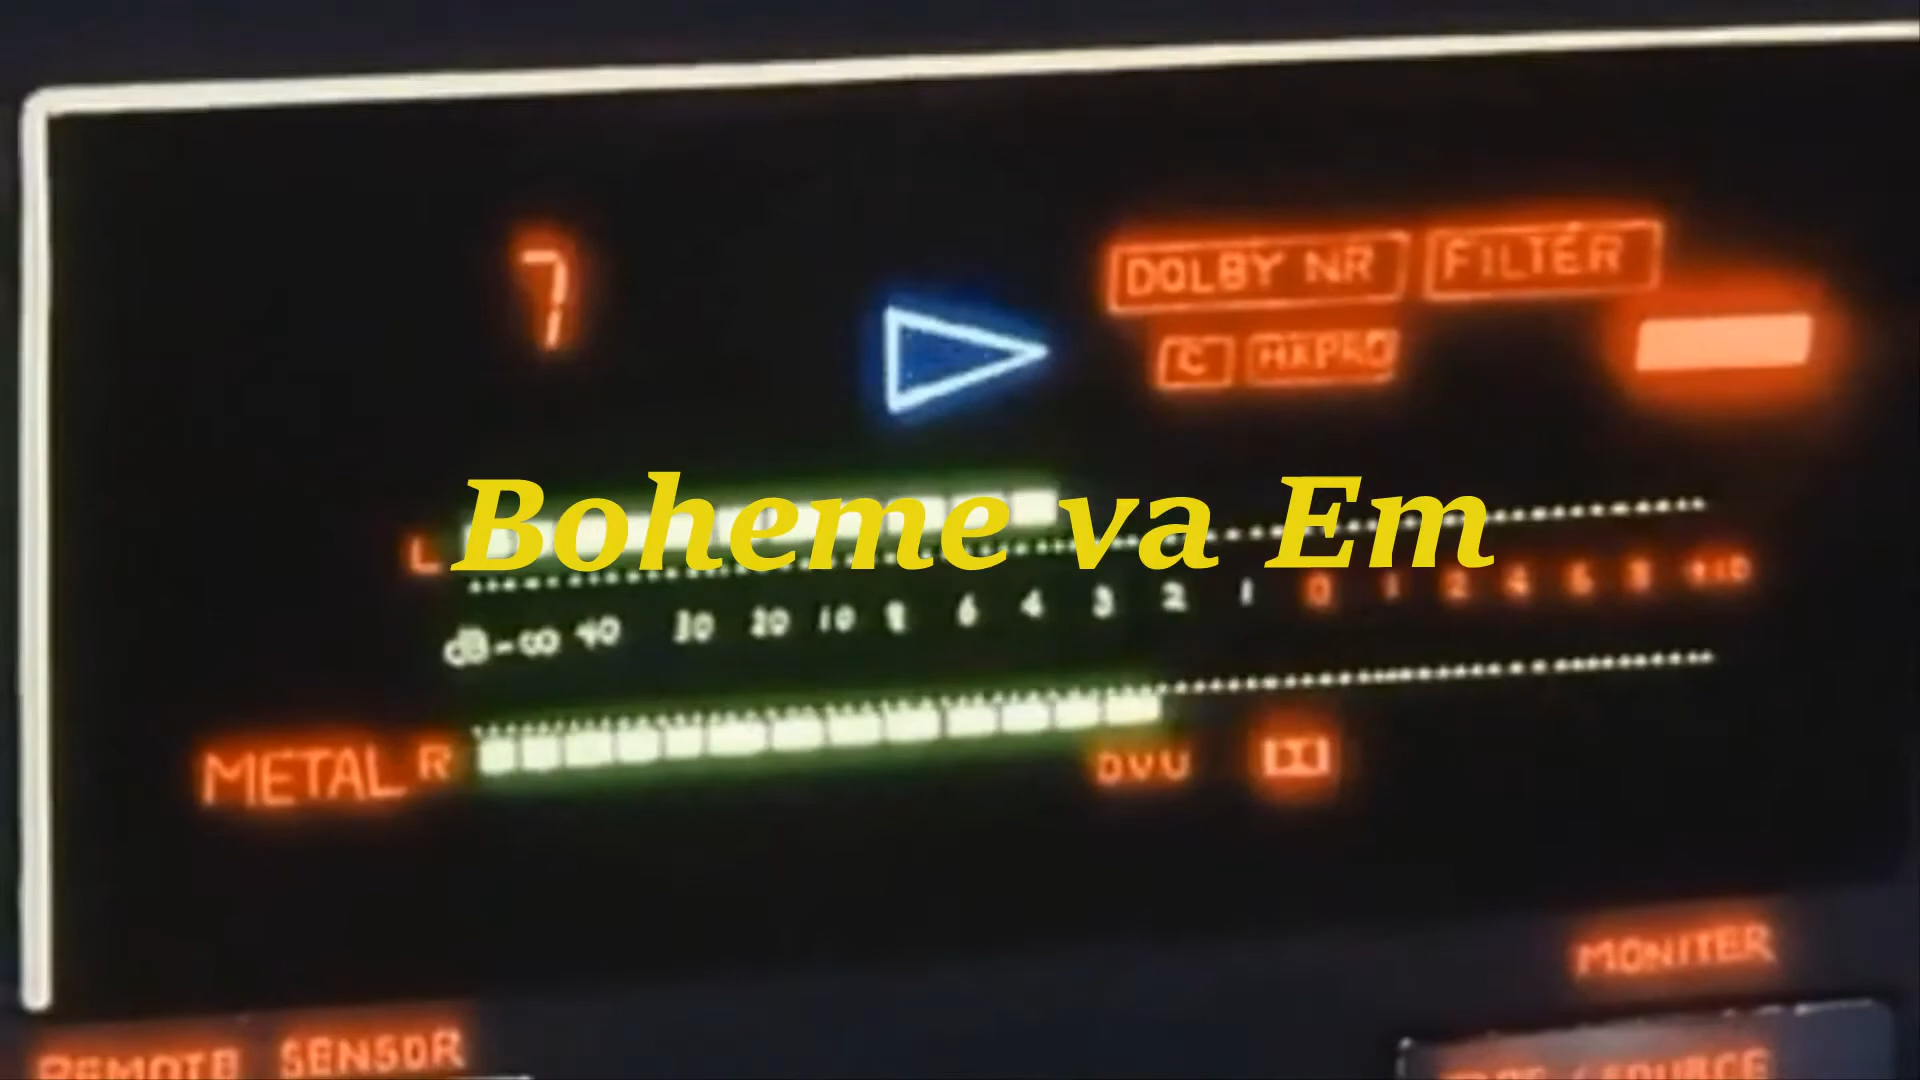 7
DOLBY NR FILTER
C HXPRO
Boheme va Em
L
dB-∞ 40 30 20 10 8 6 4 3 2 1 0 1 2 4 6 8 +10
METAL R
DVU
MONITER
REMOTE SENSOR